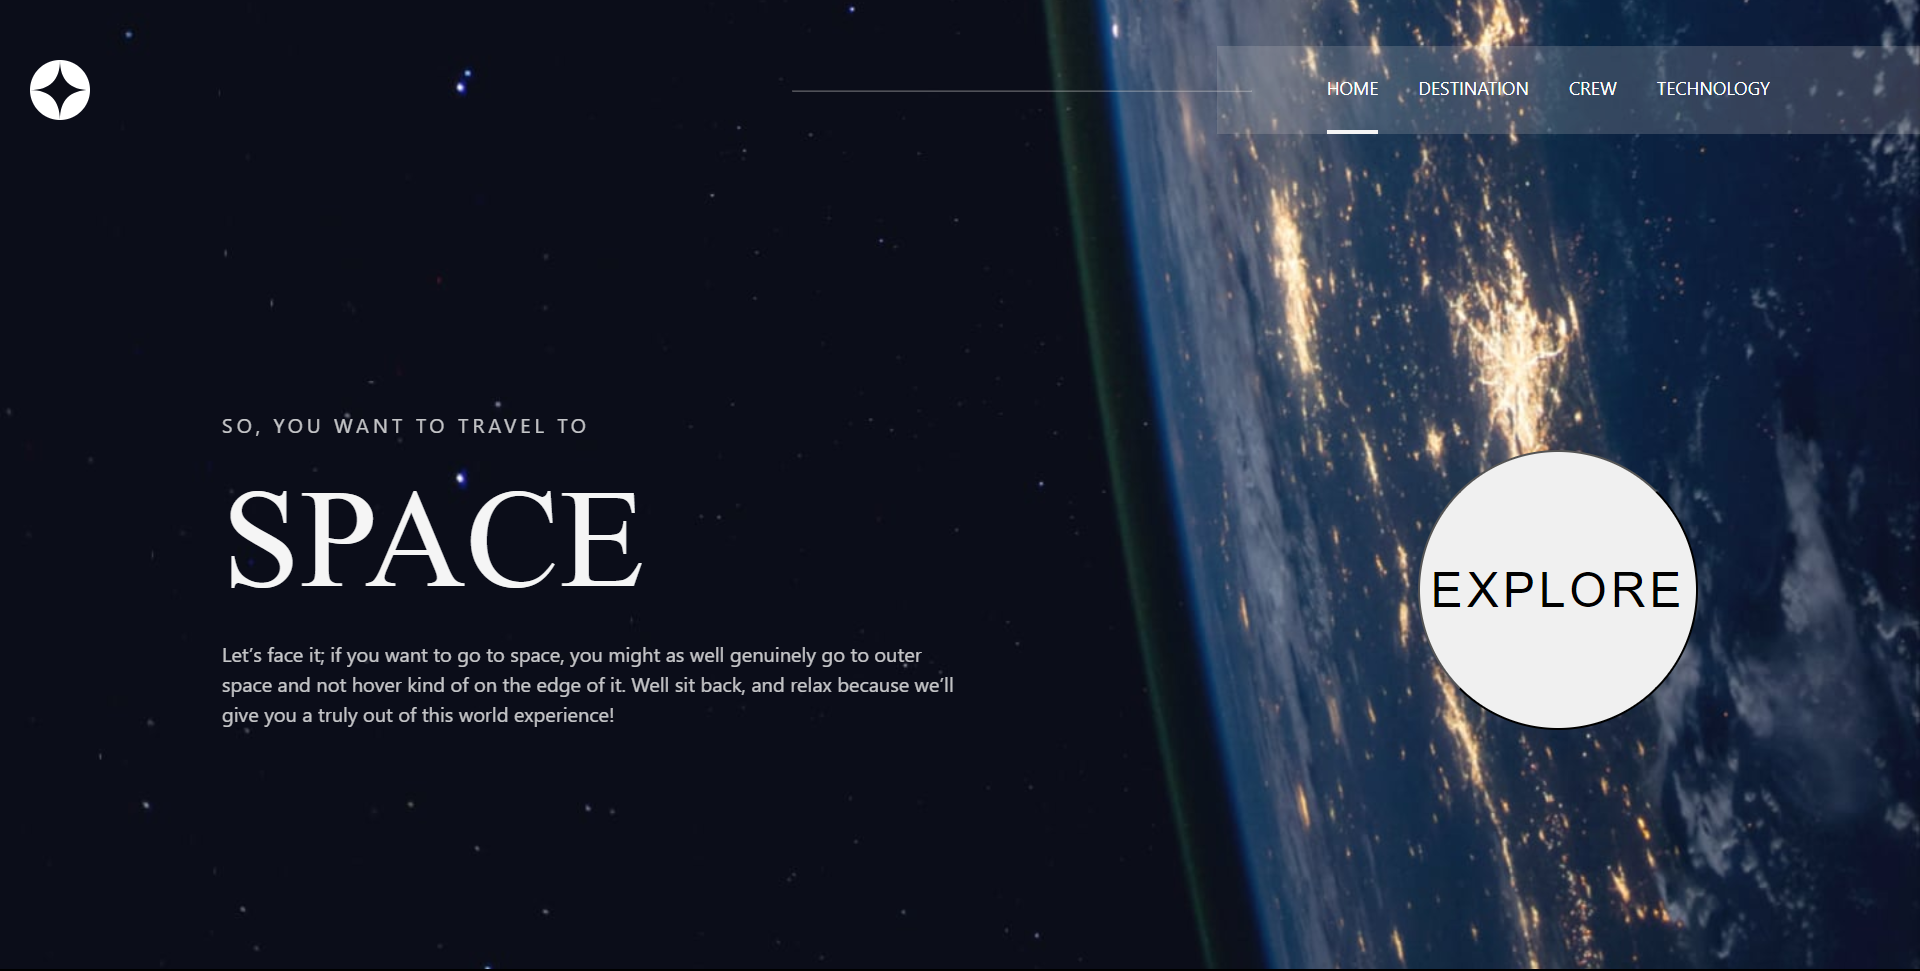 HOME DESTINATION CREW TECHNOLOGY
SO, YOU WANT TO TRAVEL TO
SPACE
Let’s face it; if you want to go to space, you might as well genuinely go to outer
space and not hover kind of on the edge of it. Well sit back, and relax because we’ll
give you a truly out of this world experience!
EXPLORE